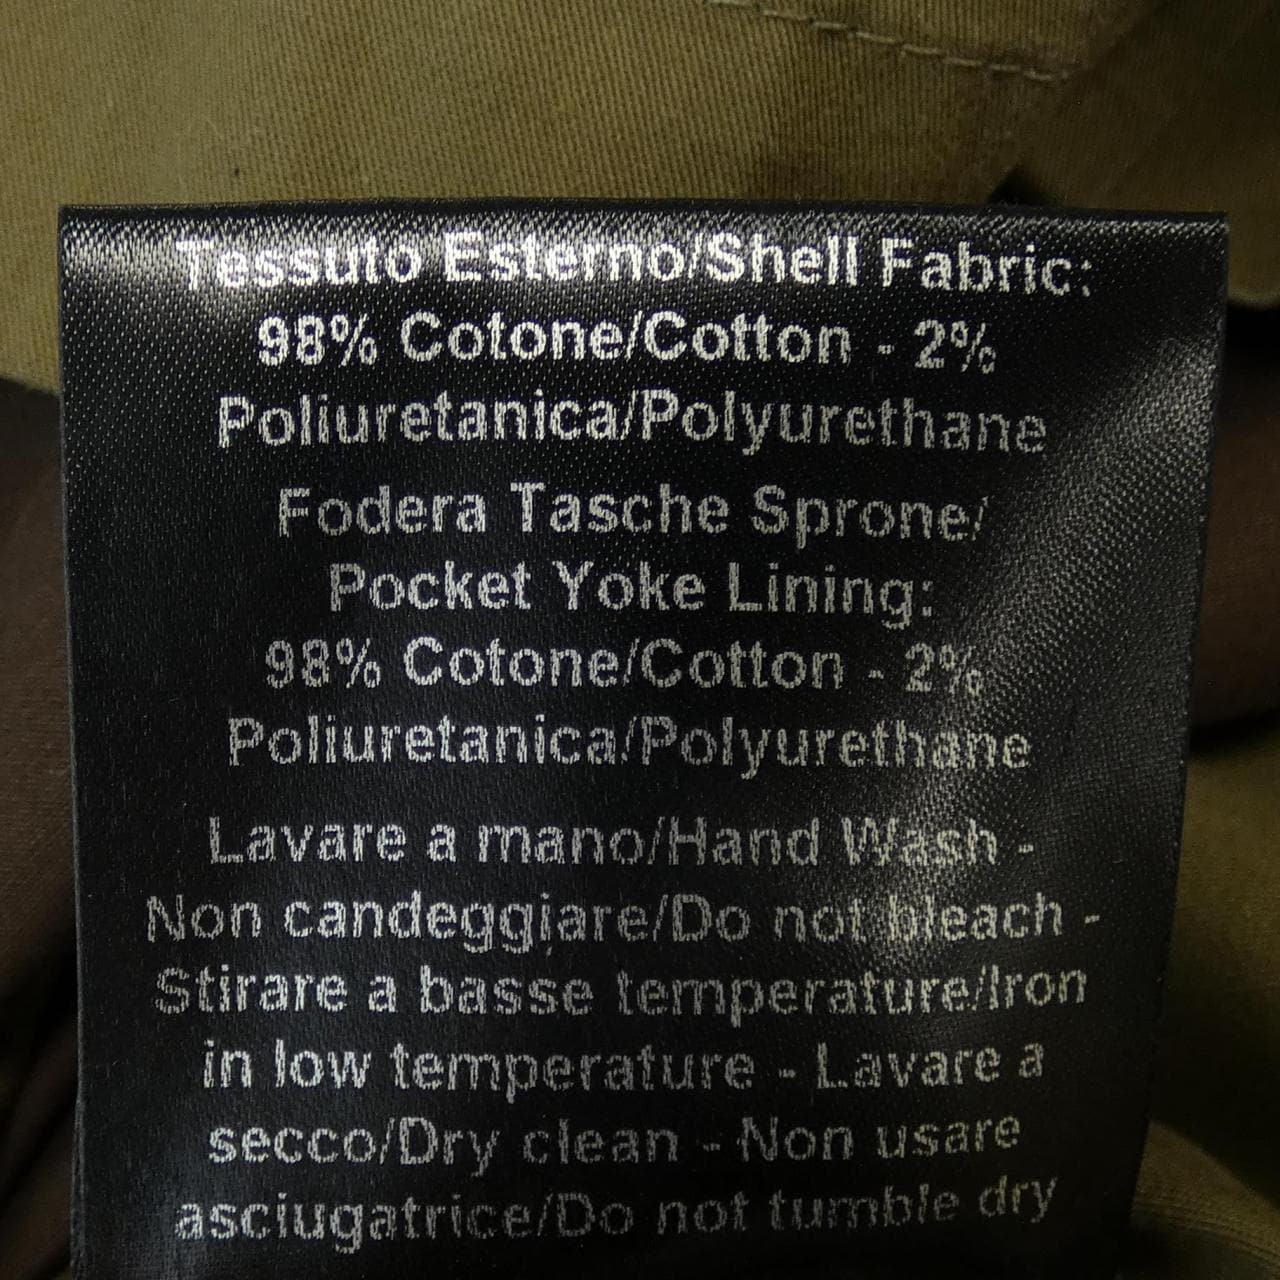 Tessuto Esterno/Shell Fabric:
98% Cotone/Cotton - 2%
Poliuretanica/Polyurethane
Fodera Tasche Sprone/
Pocket Yoke Lining:
98% Cotone/Cotton - 2%
Poliuretanica/Polyurethane
Lavare a mano/Hand Wash -
Non candeggiare/Do not bleach -
Stirare a basse temperature/Iron
in low temperature - Lavare a
secco/Dry clean - Non usare
asciugatrice/Do not tumble dry